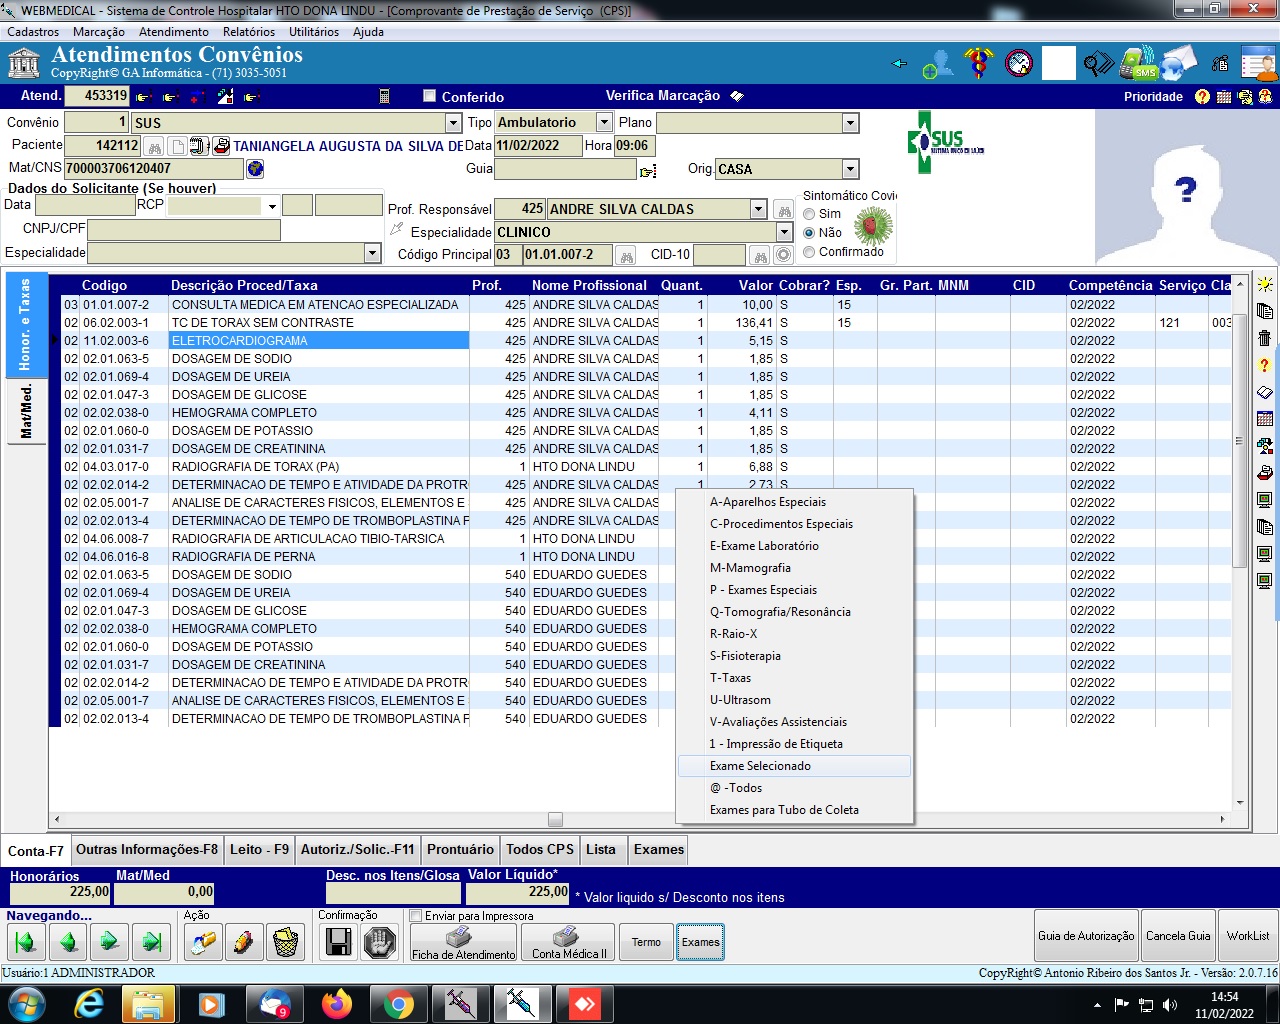 WEBMEDICAL - Sistema de Controle Hospitalar HTO DONA LINDU - [Comprovante de Prestação de Serviço (CPS)]
Cadastros Marcação Atendimento Relatórios Utilitários Ajuda
Atendimentos Convênios
CopyRight© GA Informática - (71) 3035-5051
SMS
Atend. 453319 Conferido Verifica Marcação Prioridade
Convênio 1 SUS Tipo Ambulatorio Plano
Paciente 142112 TANIANGELA AUGUSTA DA SILVA DE Data 11/02/2022 Hora 09:06
Mat/CNS 700003706120407 Guia Orig. CASA
SUS
Dados do Solicitante (Se houver)
Data RCP
CNPJ/CPF
Especialidade
Prof. Responsável 425 ANDRE SILVA CALDAS
Especialidade CLINICO
Código Principal 03 01.01.007-2 CID-10
Sintomático Covi
Sim
Não
Confirmado
?
Honor. e Taxas
Mat/Med.
Codigo Descrição Proced/Taxa Prof. Nome Profissional Quant. Valor Cobrar? Esp. Gr. Part. MNM CID Competência Serviço Cla
03 01.01.007-2 CONSULTA MEDICA EM ATENCAO ESPECIALIZADA 425 ANDRE SILVA CALDAS 1 10,00 S 15 02/2022
02 06.02.003-1 TC DE TORAX SEM CONTRASTE 425 ANDRE SILVA CALDAS 1 136,41 S 15 02/2022 121 003
02 11.02.003-6 ELETROCARDIOGRAMA 425 ANDRE SILVA CALDAS 1 5,15 S 02/2022
02 02.01.063-5 DOSAGEM DE SODIO 425 ANDRE SILVA CALDAS 1 1,85 S 02/2022
02 02.01.069-4 DOSAGEM DE UREIA 425 ANDRE SILVA CALDAS 1 1,85 S 02/2022
02 02.01.047-3 DOSAGEM DE GLICOSE 425 ANDRE SILVA CALDAS 1 1,85 S 02/2022
02 02.02.038-0 HEMOGRAMA COMPLETO 425 ANDRE SILVA CALDAS 1 4,11 S 02/2022
02 02.01.060-0 DOSAGEM DE POTASSIO 425 ANDRE SILVA CALDAS 1 1,85 S 02/2022
02 02.01.031-7 DOSAGEM DE CREATININA 425 ANDRE SILVA CALDAS 1 1,85 S 02/2022
02 04.03.017-0 RADIOGRAFIA DE TORAX (PA) 1 HTO DONA LINDU 1 6,88 S 02/2022
02 02.02.014-2 DETERMINACAO DE TEMPO E ATIVIDADA DA PROTR 425 ANDRE SILVA CALDAS 1 2,73 S 02/2022
02 02.05.001-7 ANALISE DE CARACTERES FISICOS, ELEMENTOS E 425 ANDRE SILVA CALDAS 02/2022
02 02.02.013-4 DETERMINACAO DE TEMPO DE TROMBOPLASTINA P 425 ANDRE SILVA CALDAS 02/2022
02 04.06.008-7 RADIOGRAFIA DE ARTICULACAO TIBIO-TARSICA 1 HTO DONA LINDU 02/2022
02 04.06.016-8 RADIOGRAFIA DE PERNA 1 HTO DONA LINDU 02/2022
02 02.01.063-5 DOSAGEM DE SODIO 540 EDUARDO GUEDES 02/2022
02 02.01.069-4 DOSAGEM DE UREIA 540 EDUARDO GUEDES 02/2022
02 02.01.047-3 DOSAGEM DE GLICOSE 540 EDUARDO GUEDES 02/2022
02 02.02.038-0 HEMOGRAMA COMPLETO 540 EDUARDO GUEDES 02/2022
02 02.01.060-0 DOSAGEM DE POTASSIO 540 EDUARDO GUEDES 02/2022
02 02.01.031-7 DOSAGEM DE CREATININA 540 EDUARDO GUEDES 02/2022
02 02.02.014-2 DETERMINACAO DE TEMPO E ATIVIDADA DA PROTR 540 EDUARDO GUEDES 02/2022
02 02.05.001-7 ANALISE DE CARACTERES FISICOS, ELEMENTOS E 540 EDUARDO GUEDES 02/2022
02 02.02.013-4 DETERMINACAO DE TEMPO DE TROMBOPLASTINA P 540 EDUARDO GUEDES 02/2022
A-Aparelhos Especiais
C-Procedimentos Especiais
E-Exame Laboratório
M-Mamografia
P - Exames Especiais
Q-Tomografia/Resonância
R-Raio-X
S-Fisioterapia
T-Taxas
U-Ultrasom
V-Avaliações Assistenciais
1 - Impressão de Etiqueta
Exame Selecionado
@ -Todos
Exames para Tubo de Coleta
Conta-F7 Outras Informações-F8 Leito - F9 Autoriz./Solic.-F11 Prontuário Todos CPS Lista Exames
Honorários Mat/Med Desc. nos Itens/Glosa Valor Líquido*
225,00 0,00 225,00 * Valor liquido s/ Desconto nos itens
Navegando... Ação Confirmação Enviar para Impressora
Ficha de Atendimento Conta Médica II Termo Exames Guia de Autorização Cancela Guia WorkList
Usuário:1 ADMINISTRADOR CopyRight© Antonio Ribeiro dos Santos Jr. - Versão: 2.0.7.16
9
14:54
11/02/2022